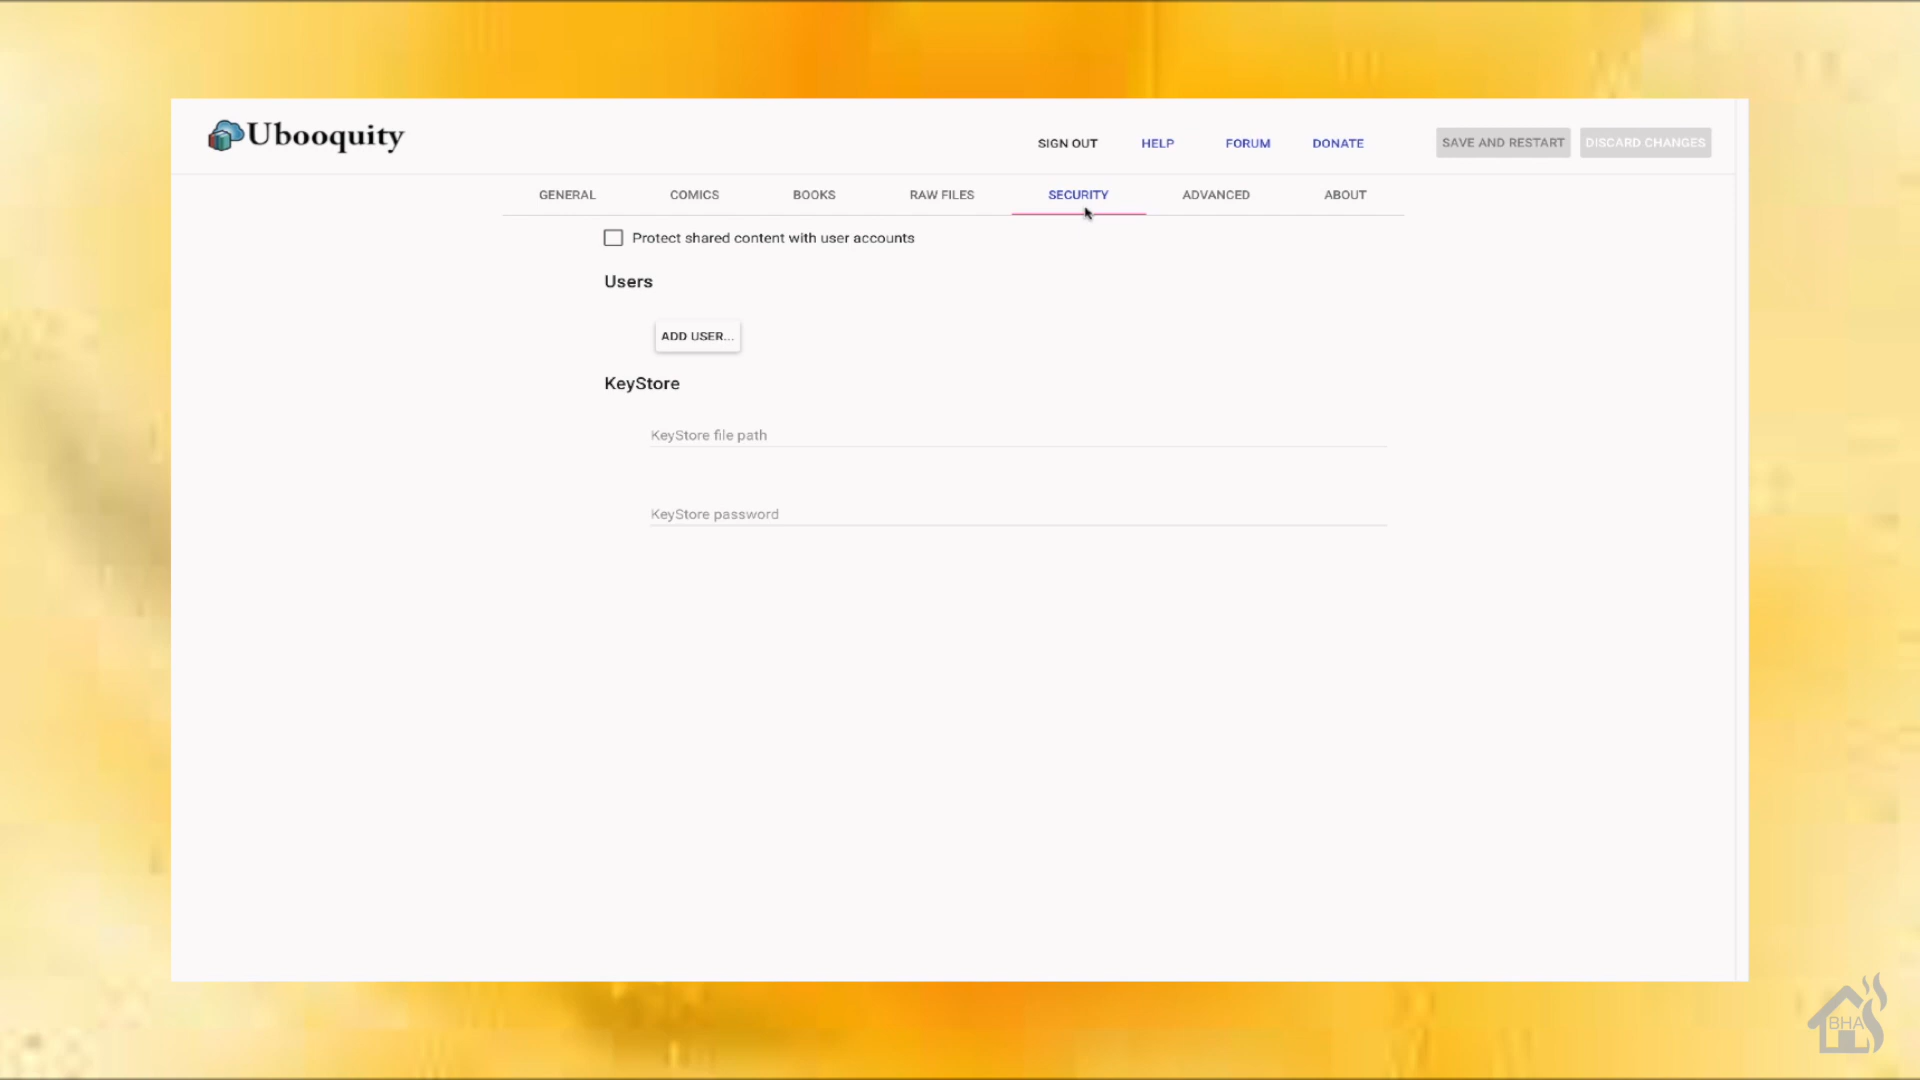 Ubooquity
SIGN OUT HELP FORUM DONATE SAVE AND RESTART DISCARD CHANGES
GENERAL COMICS BOOKS RAW FILES SECURITY ADVANCED ABOUT
Protect shared content with user accounts
Users
ADD USER...
KeyStore
KeyStore file path
KeyStore password
BHA